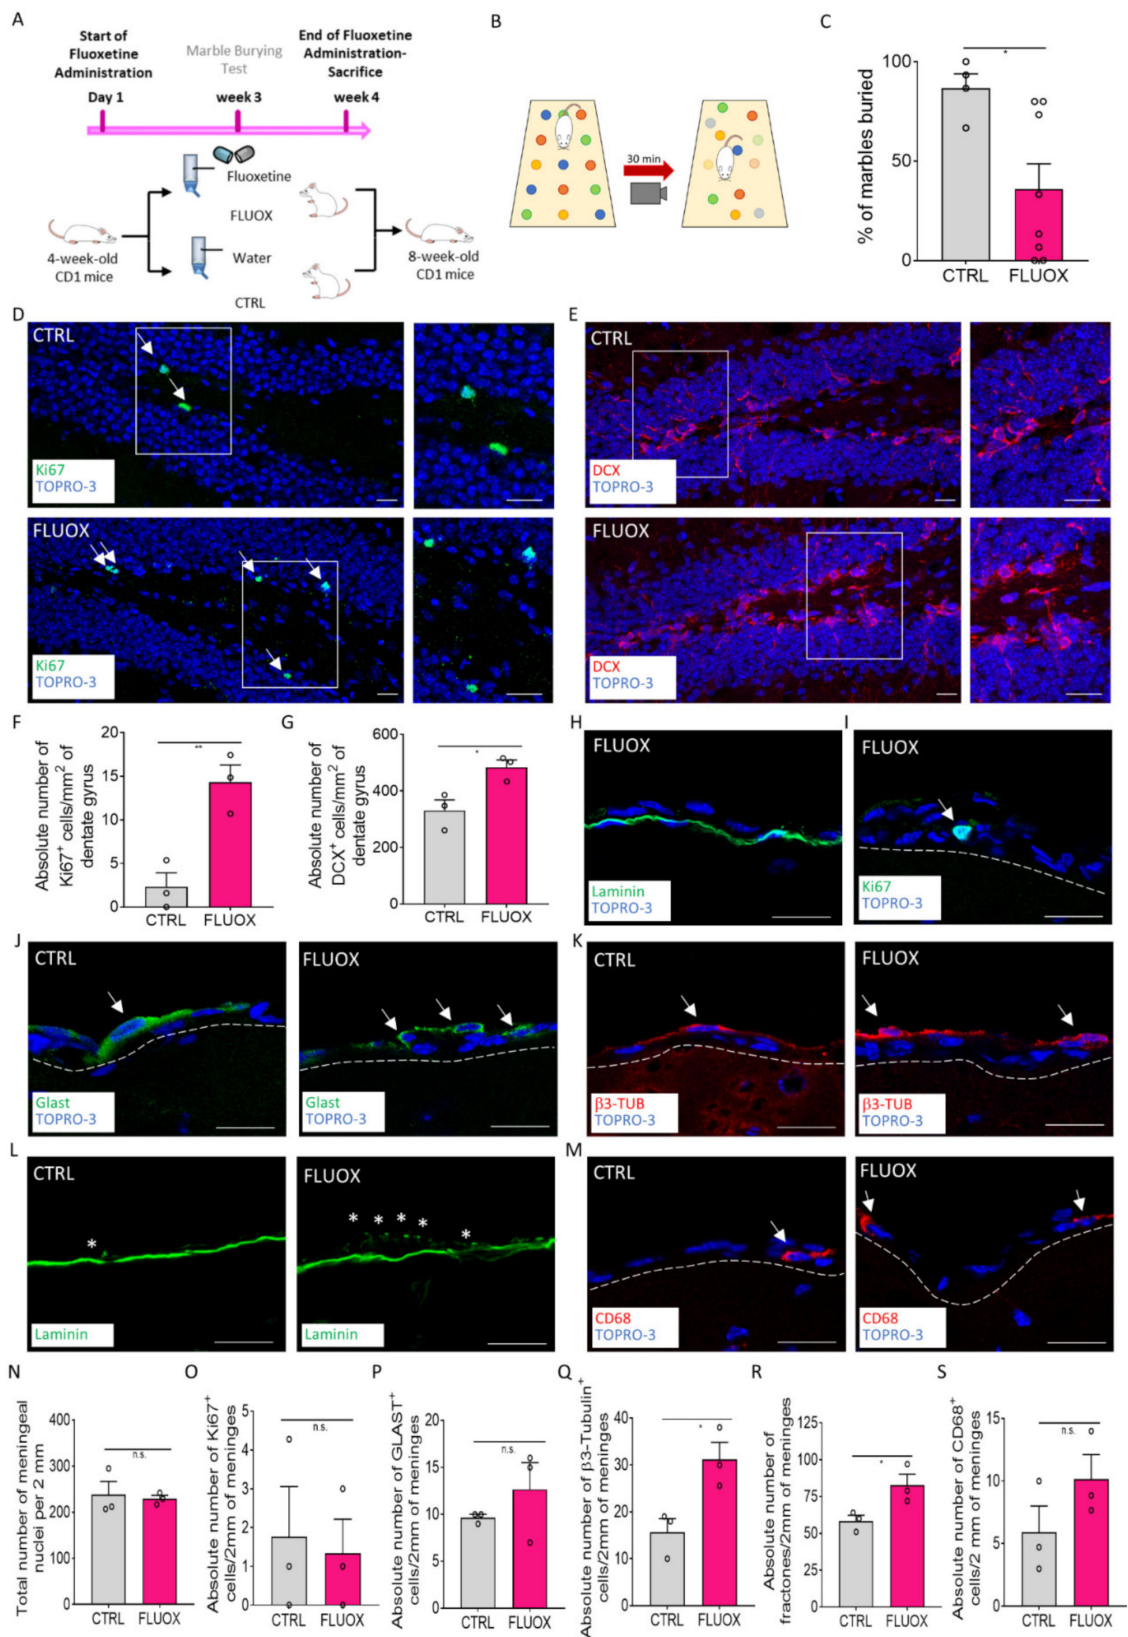 A
Start of
Fluoxetine
Administration
Day 1
Marble Burying
Test
week 3
End of Fluoxetine
Administration-
Sacrifice
week 4
Fluoxetine
FLUOX
Water
CTRL
4-week-old
CD1 mice
8-week-old
CD1 mice
B
30 min
C
% of marbles buried
100
50
0
*
CTRL
FLUOX
D
CTRL
Ki67
TOPRO-3
FLUOX
Ki67
TOPRO-3
E
CTRL
DCX
TOPRO-3
FLUOX
DCX
TOPRO-3
F
Absolute number of
Ki67⁺ cells/mm² of
dentate gyrus
20
15
10
5
0
**
CTRL
FLUOX
G
Absolute number of
DCX⁺ cells/mm² of
dentate gyrus
600
400
200
0
*
CTRL
FLUOX
H
FLUOX
Laminin
TOPRO-3
I
FLUOX
Ki67
TOPRO-3
J
CTRL
Glast
TOPRO-3
FLUOX
Glast
TOPRO-3
K
CTRL
β3-TUB
TOPRO-3
FLUOX
β3-TUB
TOPRO-3
L
CTRL
*
Laminin
FLUOX
* * * * *
Laminin
M
CTRL
CD68
TOPRO-3
FLUOX
CD68
TOPRO-3
N
Total number of meningeal
nuclei per 2 mm
400
300
200
100
0
n.s.
CTRL
FLUOX
O
Absolute number of Ki67⁺
cells/2mm of meninges
6
4
2
0
n.s.
CTRL
FLUOX
P
Absolute number of GLAST⁺
cells/2mm of meninges
20
15
10
5
0
n.s.
CTRL
FLUOX
Q
Absolute number of β3-Tubulin⁺
cells/2mm of meninges
40
30
20
10
0
*
CTRL
FLUOX
R
Absolute number of
fractones/2mm of meninges
125
100
75
50
25
0
*
CTRL
FLUOX
S
Absolute number of CD68⁺
cells/2 mm of meninges
15
10
5
0
n.s.
CTRL
FLUOX